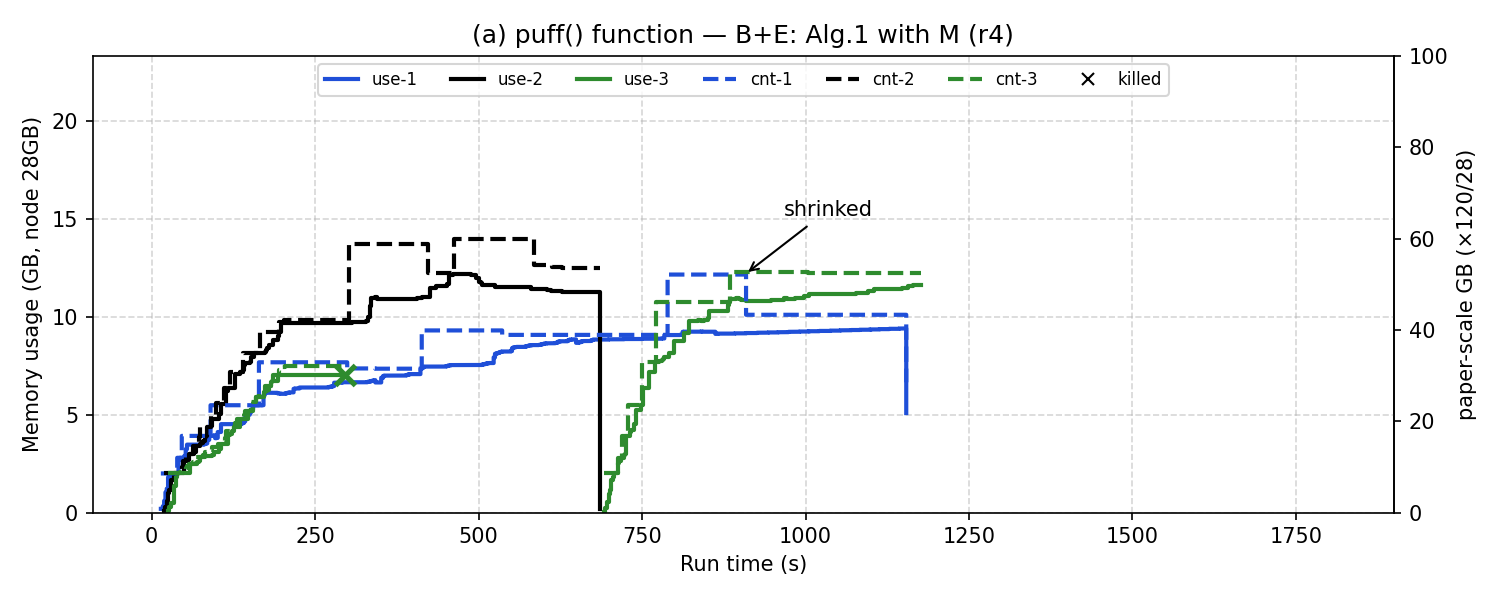 (a) puff() function — B+E: Alg.1 with M (r4)
use-1 use-2 use-3 cnt-1 cnt-2 cnt-3 killed
Memory usage (GB, node 28GB)
20
15
10
5
0
shrinked
100
80
60
40
20
0
paper-scale GB (×120/28)
0 250 500 750 1000 1250 1500 1750
Run time (s)